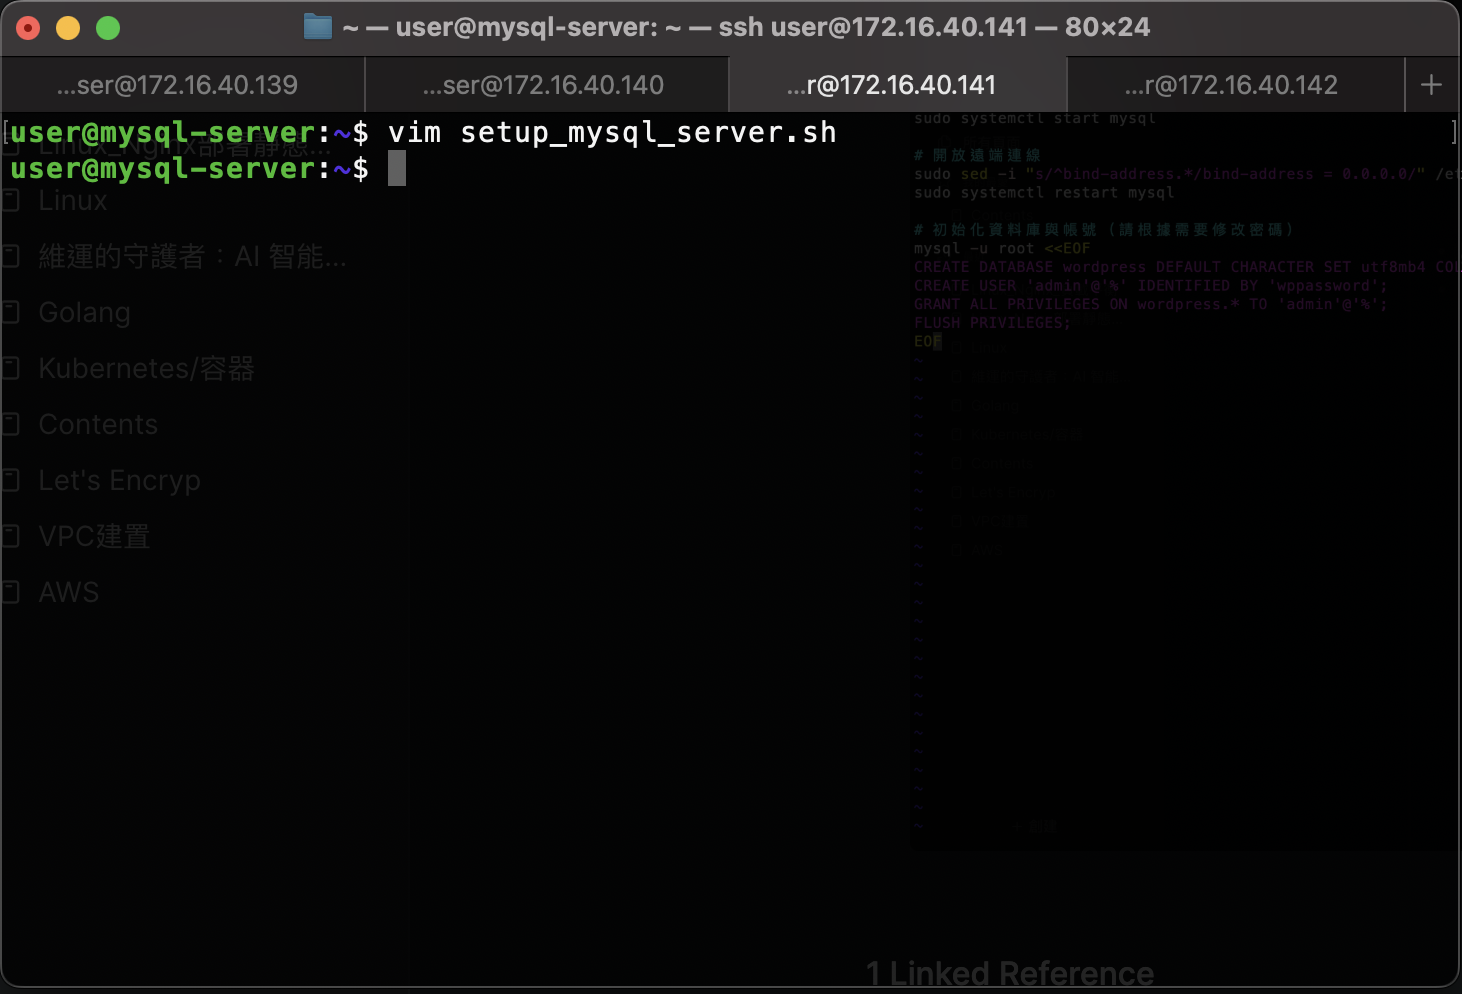 ~ — user@mysql-server: ~ — ssh user@172.16.40.141 — 80×24
...ser@172.16.40.139
...ser@172.16.40.140
...r@172.16.40.141
...r@172.16.40.142
+
[user@mysql-server:~$ vim setup_mysql_server.sh ]
user@mysql-server:~$
Linux_Nginx部署靜態...
Linux
維運的守護者：AI 智能...
Golang
Kubernetes/容器
Contents
Let's Encryp
VPC建置
AWS
sudo systemctl start mysql
# 開放遠端連線
sudo sed -i "s/^bind-address.*/bind-address = 0.0.0.0/" /et
sudo systemctl restart mysql
# 初始化資料庫與帳號 (請根據需要修改密碼)
mysql -u root <<EOF
CREATE DATABASE wordpress DEFAULT CHARACTER SET utf8mb4 COL
CREATE USER 'admin'@'%' IDENTIFIED BY 'wppassword';
GRANT ALL PRIVILEGES ON wordpress.* TO 'admin'@'%';
FLUSH PRIVILEGES;
EOF
1 Linked Reference